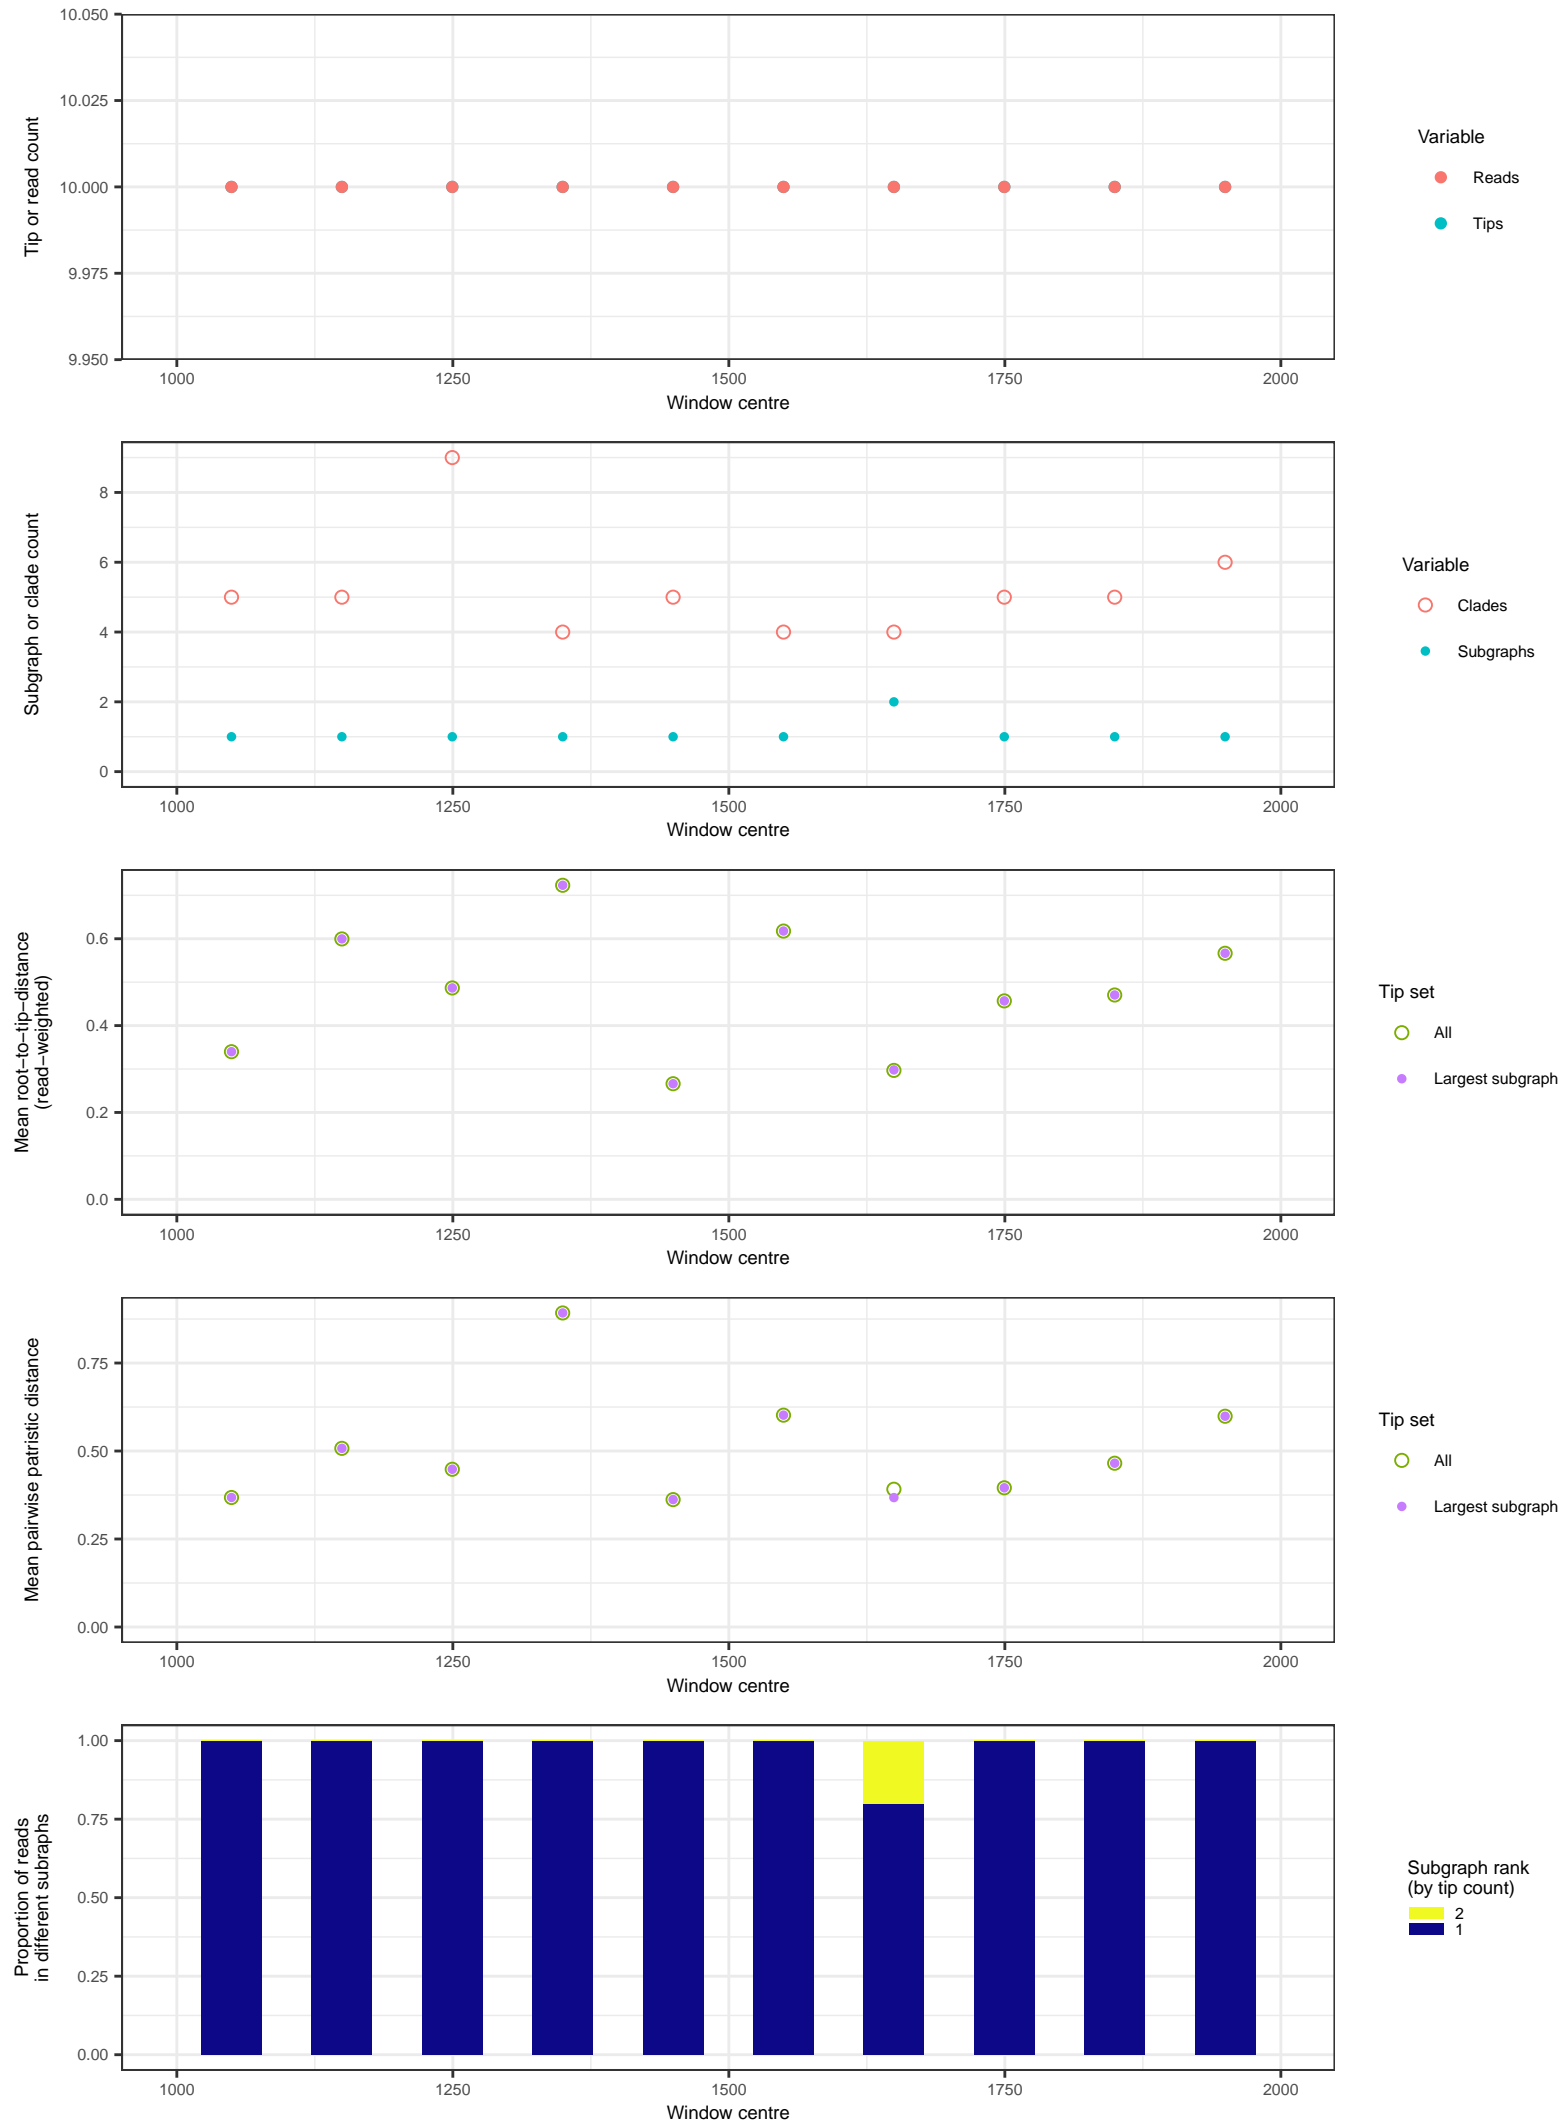 10.050
10.025
10.000
9.975
9.950
Tip or read count
1000
1250
1500
1750
2000
Window centre
Variable
Reads
Tips
8
6
4
2
0
Subgraph or clade count
1000
1250
1500
1750
2000
Window centre
Variable
Clades
Subgraphs
0.6
0.4
0.2
0.0
Mean root−to−tip−distance
(read−weighted)
1000
1250
1500
1750
2000
Window centre
Tip set
All
Largest subgraph
0.75
0.50
0.25
0.00
Mean pairwise patristic distance
1000
1250
1500
1750
2000
Window centre
Tip set
All
Largest subgraph
1.00
0.75
0.50
0.25
0.00
Proportion of reads
in different subraphs
1000
1250
1500
1750
2000
Window centre
Subgraph rank
(by tip count)
2
1